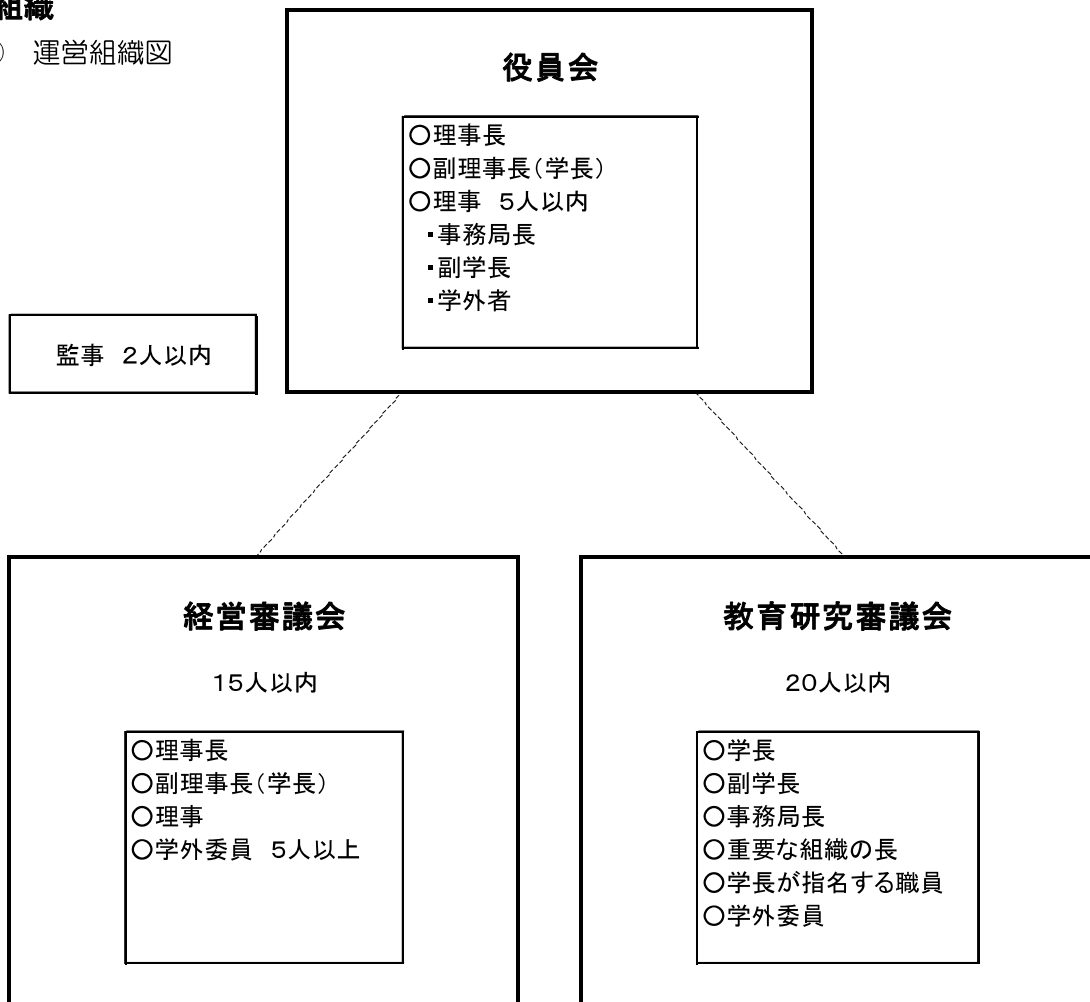 組織
) 運営組織図
役員会
○理事長
○副理事長(学長)
○理事 5人以内
・事務局長
・副学長
・学外者
監事 2人以内
経営審議会
15人以内
○理事長
○副理事長(学長)
○理事
○学外委員 5人以上
教育研究審議会
20人以内
○学長
○副学長
○事務局長
○重要な組織の長
○学長が指名する職員
○学外委員